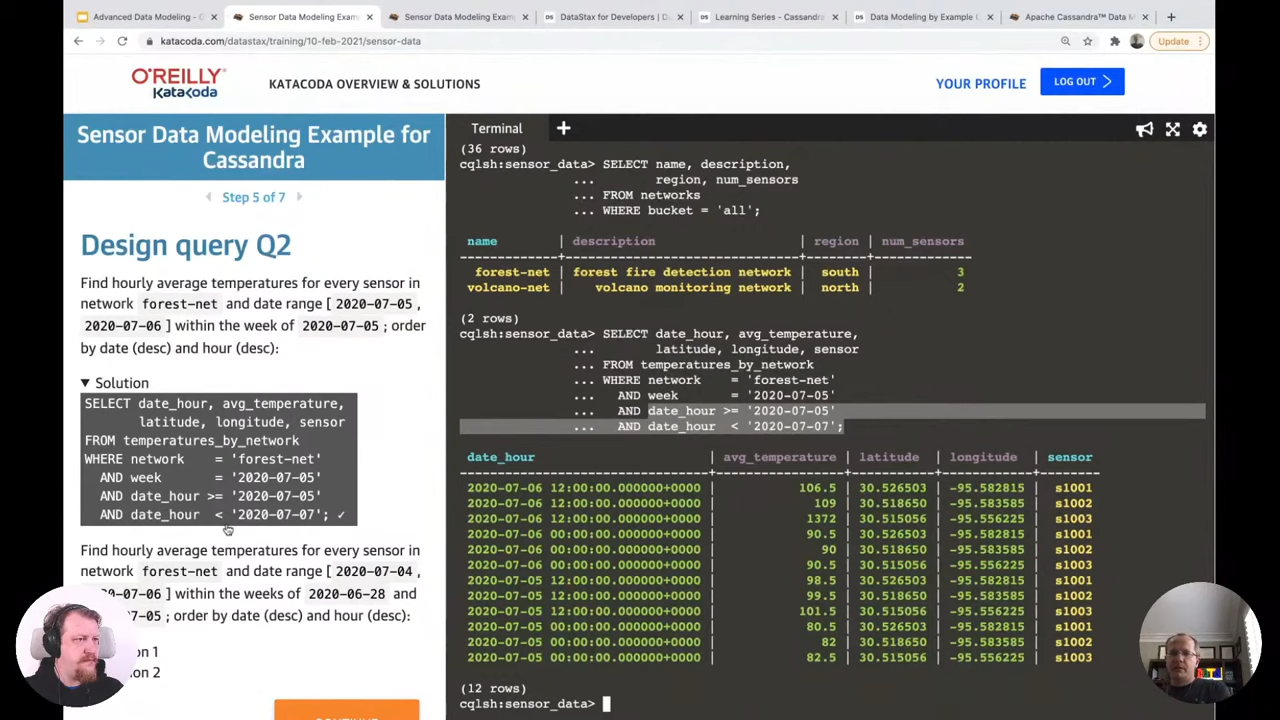 Advanced Data Modeling - G
Sensor Data Modeling Exam
Sensor Data Modeling Exam
DataStax for Developers | D
Learning Series - Cassandra
Data Modeling by Example
Apache Cassandra™ Data M
katacoda.com/datastax/training/10-feb-2021/sensor-data
Update
O'REILLY
Katacoda
KATACODA OVERVIEW & SOLUTIONS
YOUR PROFILE
LOG OUT
Sensor Data Modeling Example for
Cassandra
Step 5 of 7
Design query Q2
Find hourly average temperatures for every sensor in
network forest-net and date range [ 2020-07-05 ,
2020-07-06 ] within the week of 2020-07-05 ; order
by date (desc) and hour (desc):
▼ Solution
SELECT date_hour, avg_temperature,
latitude, longitude, sensor
FROM temperatures_by_network
WHERE network = 'forest-net'
AND week = '2020-07-05'
AND date_hour >= '2020-07-05'
AND date_hour < '2020-07-07'; ✓
Find hourly average temperatures for every sensor in
network forest-net and date range [ 2020-07-04 ,
-07-06 ] within the weeks of 2020-06-28 and
7-05 ; order by date (desc) and hour (desc):
on 1
on 2
CONTINUE
Terminal
(36 rows)
cqlsh:sensor_data> SELECT name, description,
... region, num_sensors
... FROM networks
... WHERE bucket = 'all';
name | description | region | num_sensors
forest-net | forest fire detection network | south | 3
volcano-net | volcano monitoring network | north | 2
(2 rows)
cqlsh:sensor_data> SELECT date_hour, avg_temperature,
... latitude, longitude, sensor
... FROM temperatures_by_network
... WHERE network = 'forest-net'
... AND week = '2020-07-05'
... AND date_hour >= '2020-07-05'
... AND date_hour < '2020-07-07';
date_hour | avg_temperature | latitude | longitude | sensor
2020-07-06 12:00:00.000000+0000 | 106.5 | 30.526503 | -95.582815 | s1001
2020-07-06 12:00:00.000000+0000 | 109 | 30.518650 | -95.583585 | s1002
2020-07-06 12:00:00.000000+0000 | 1372 | 30.515056 | -95.556225 | s1003
2020-07-06 00:00:00.000000+0000 | 90.5 | 30.526503 | -95.582815 | s1001
2020-07-06 00:00:00.000000+0000 | 90 | 30.518650 | -95.583585 | s1002
2020-07-06 00:00:00.000000+0000 | 90.5 | 30.515056 | -95.556225 | s1003
2020-07-05 12:00:00.000000+0000 | 98.5 | 30.526503 | -95.582815 | s1001
2020-07-05 12:00:00.000000+0000 | 99.5 | 30.518650 | -95.583585 | s1002
2020-07-05 12:00:00.000000+0000 | 101.5 | 30.515056 | -95.556225 | s1003
2020-07-05 00:00:00.000000+0000 | 80.5 | 30.526503 | -95.582815 | s1001
2020-07-05 00:00:00.000000+0000 | 82 | 30.518650 | -95.583585 | s1002
2020-07-05 00:00:00.000000+0000 | 82.5 | 30.515056 | -95.556225 | s1003
(12 rows)
cqlsh:sensor_data>